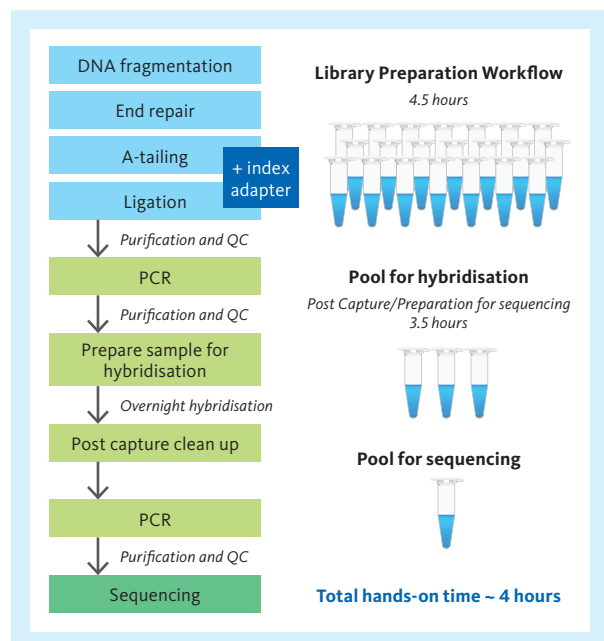 DNA fragmentation
End repair
A-tailing
+ index
adapter
Ligation
Purification and QC
PCR
Purification and QC
Prepare sample for
hybridisation
Overnight hybridisation
Post capture clean up
PCR
Purification and QC
Sequencing
Library Preparation Workflow
4.5 hours
Pool for hybridisation
Post Capture/Preparation for sequencing
3.5 hours
Pool for sequencing
Total hands-on time ~ 4 hours